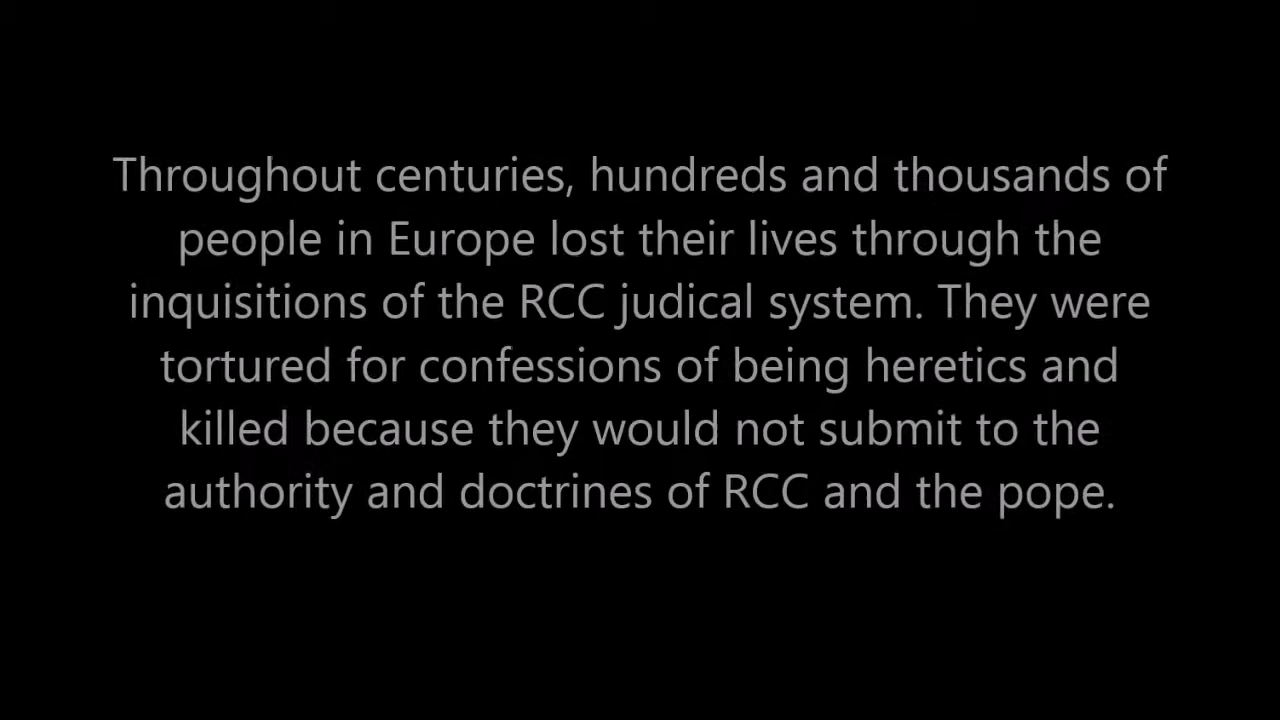 Throughout centuries, hundreds and thousands of
people in Europe lost their lives through the
inquisitions of the RCC judical system. They were
tortured for confessions of being heretics and
killed because they would not submit to the
authority and doctrines of RCC and the pope.